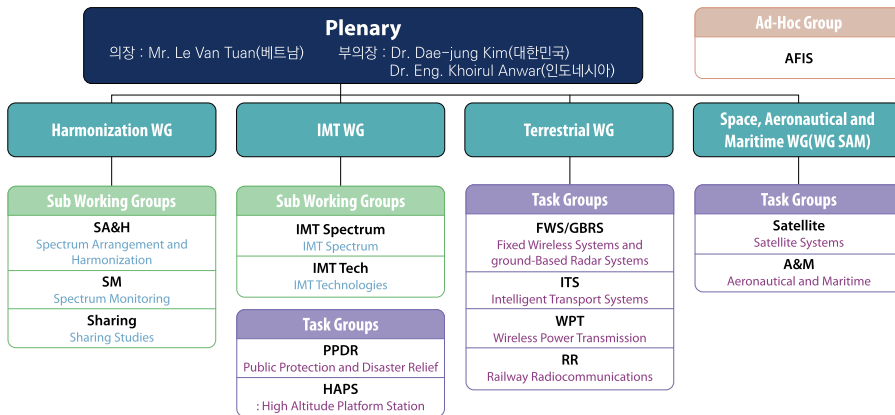 Plenary
의장 : Mr. Le Van Tuan(베트남) 부의장 : Dr. Dae-jung Kim(대한민국)
Dr. Eng. Khoirul Anwar(인도네시아)
Ad-Hoc Group
AFIS
Harmonization WG
Sub Working Groups
SA&H
Spectrum Arrangement and
Harmonization
SM
Spectrum Monitoring
Sharing
Sharing Studies
IMT WG
Sub Working Groups
IMT Spectrum
IMT Spectrum
IMT Tech
IMT Technologies
Task Groups
PPDR
Public Protection and Disaster Relief
HAPS
: High Altitude Platform Station
Terrestrial WG
Task Groups
FWS/GBRS
Fixed Wireless Systems and
ground-Based Radar Systems
ITS
Intelligent Transport Systems
WPT
Wireless Power Transmission
RR
Railway Radiocommunications
Space, Aeronautical and
Maritime WG(WG SAM)
Task Groups
Satellite
Satellite Systems
A&M
Aeronautical and Maritime